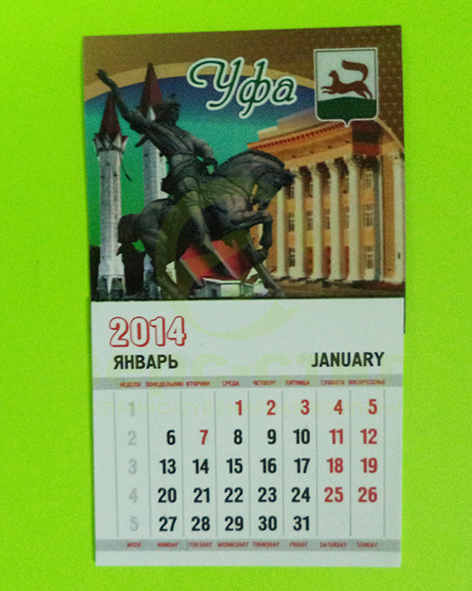 Уфа
2014
ЯНВАРЬ JANUARY
НЕДЕЛИ ПОНЕДЕЛЬНИК ВТОРНИК СРЕДА ЧЕТВЕРГ ПЯТНИЦА СУББОТА ВОСКРЕСЕНЬЕ
1 1 2 3 4 5
2 6 7 8 9 10 11 12
3 13 14 15 16 17 18 19
4 20 21 22 23 24 25 26
5 27 28 29 30 31
WEEK MONDAY TUESDAY WEDNESDAY THURSDAY FRIDAY SATURDAY SUNDAY